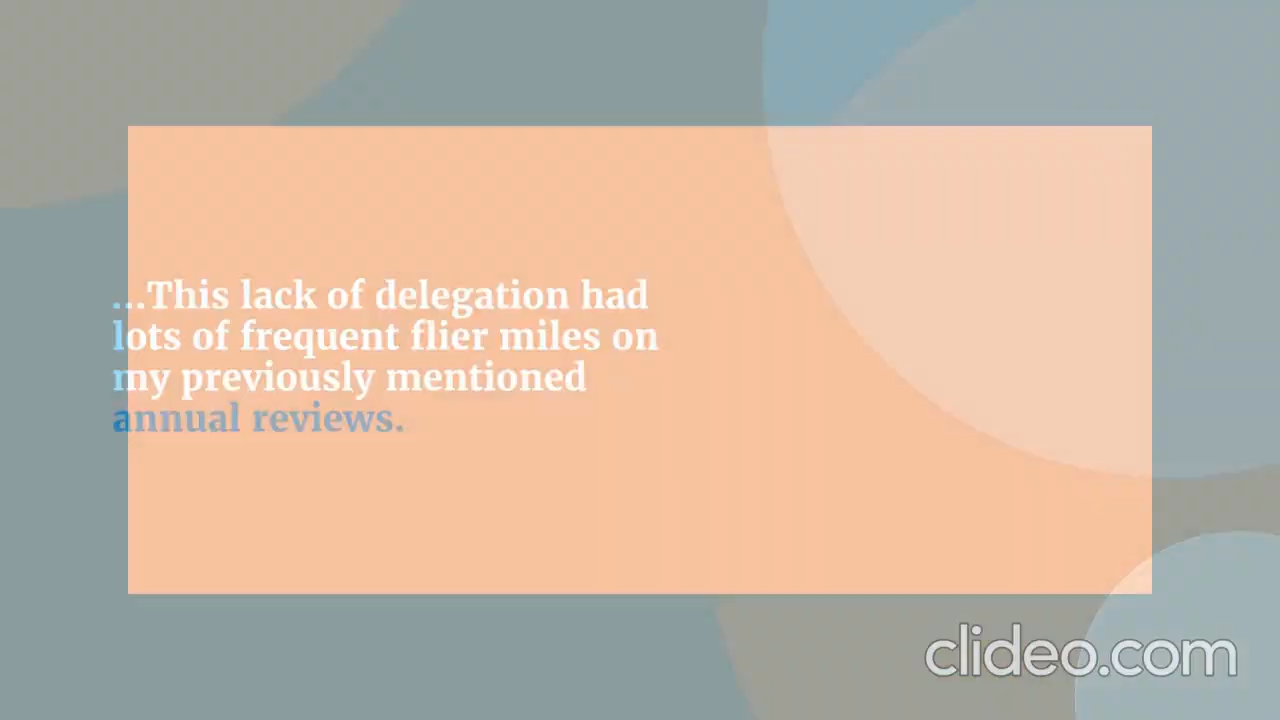 ...This lack of delegation had
lots of frequent flier miles on
my previously mentioned
annual reviews.
clideo.com